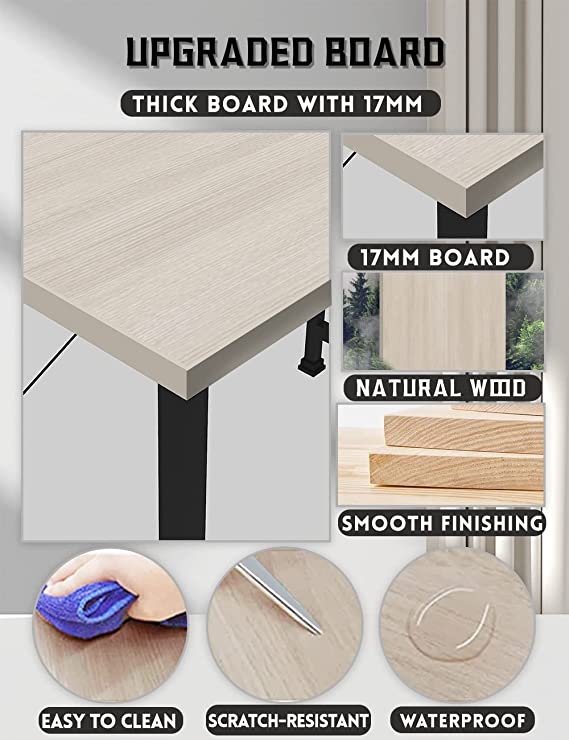 UPGRADED BOARD
THICK BOARD WITH 17MM
17MM BOARD
NATURAL WOOD
SMOOTH FINISHING
EASY TO CLEAN
SCRATCH-RESISTANT
WATERPROOF